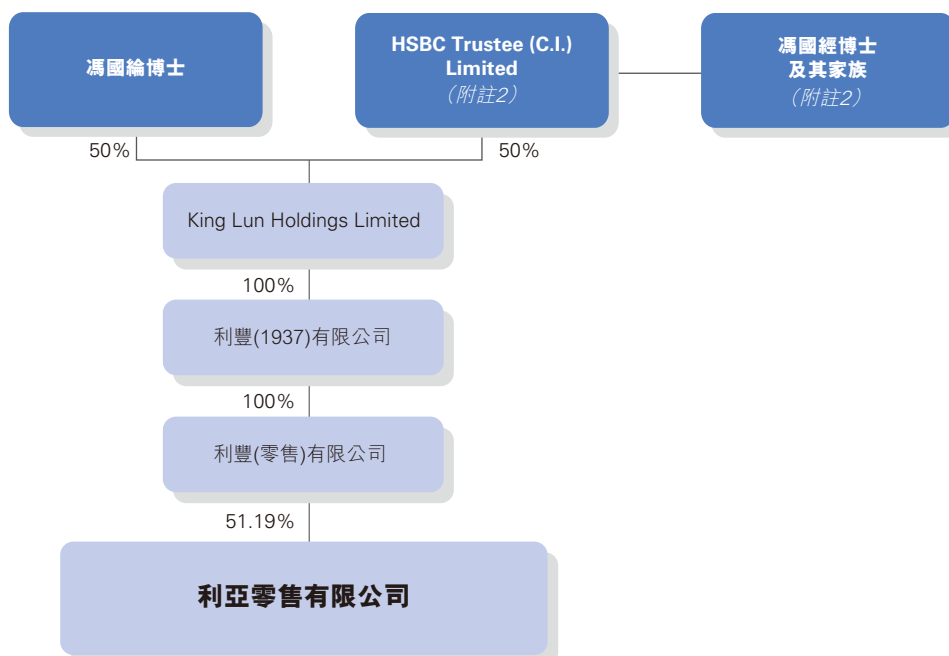 馮國綸博士
HSBC Trustee (C.I.)
Limited
(附註2)
馮國經博士
及其家族
(附註2)
50%
50%
King Lun Holdings Limited
100%
利豐(1937)有限公司
100%
利豐(零售)有限公司
51.19%
利亞零售有限公司